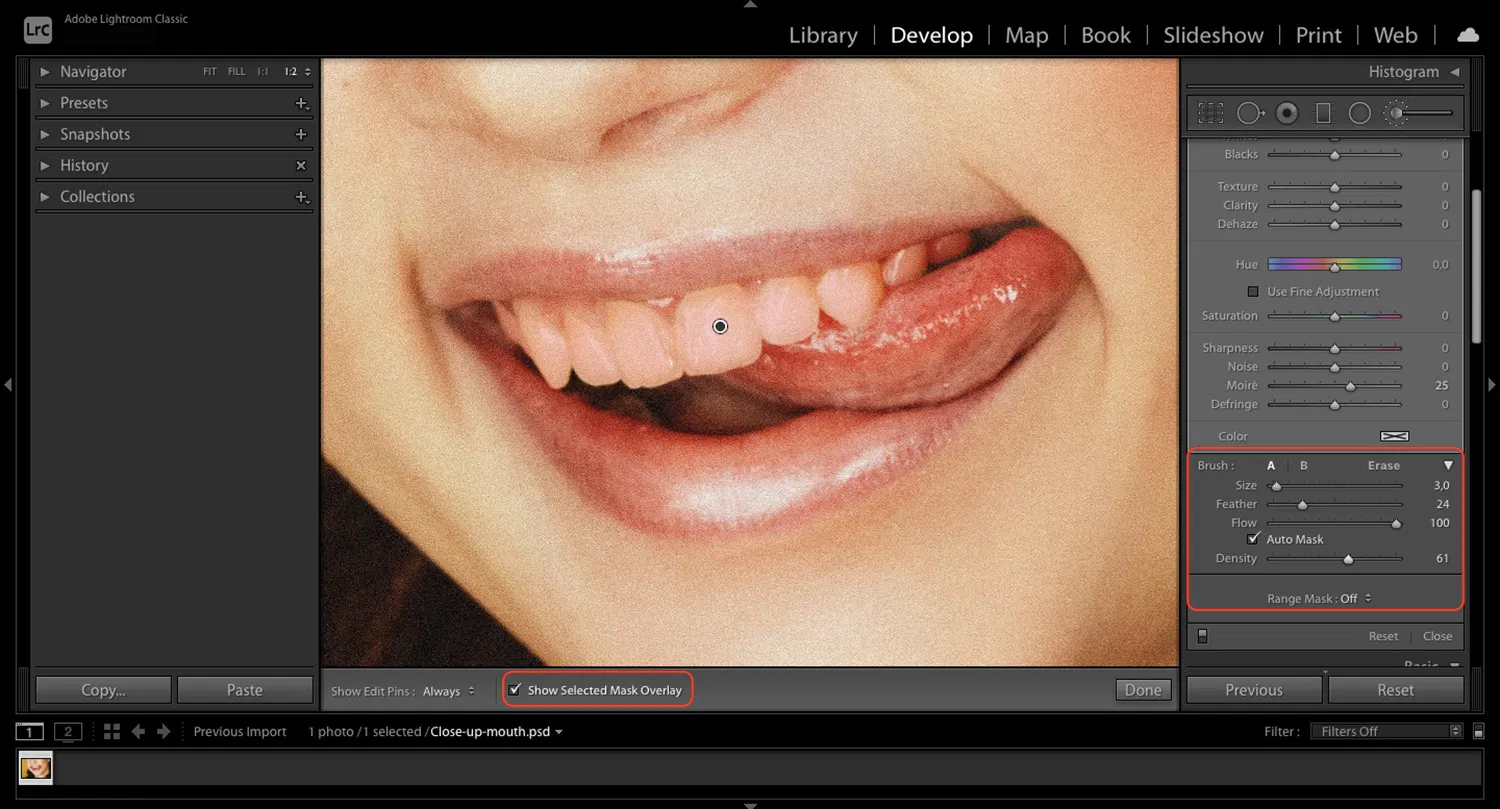 LrC
Adobe Lightroom Classic
Library | Develop | Map | Book | Slideshow | Print | Web |
Navigator FIT FILL 1:1 1:2
Presets
Snapshots
History
Collections
Histogram
Blacks 0
Texture 0
Clarity 0
Dehaze 0
Hue 0,0
Use Fine Adjustment
Saturation 0
Sharpness 0
Noise 0
Moiré 25
Defringe 0
Color
Brush : A | B Erase
Size 3,0
Feather 24
Flow 100
Auto Mask
Density 61
Range Mask : Off
Reset | Close
Basic
Copy... Paste
Show Edit Pins : Always
Show Selected Mask Overlay
Done
Previous Reset
1 2 Previous Import 1 photo / 1 selected / Close-up-mouth.psd
Filter : Filters Off